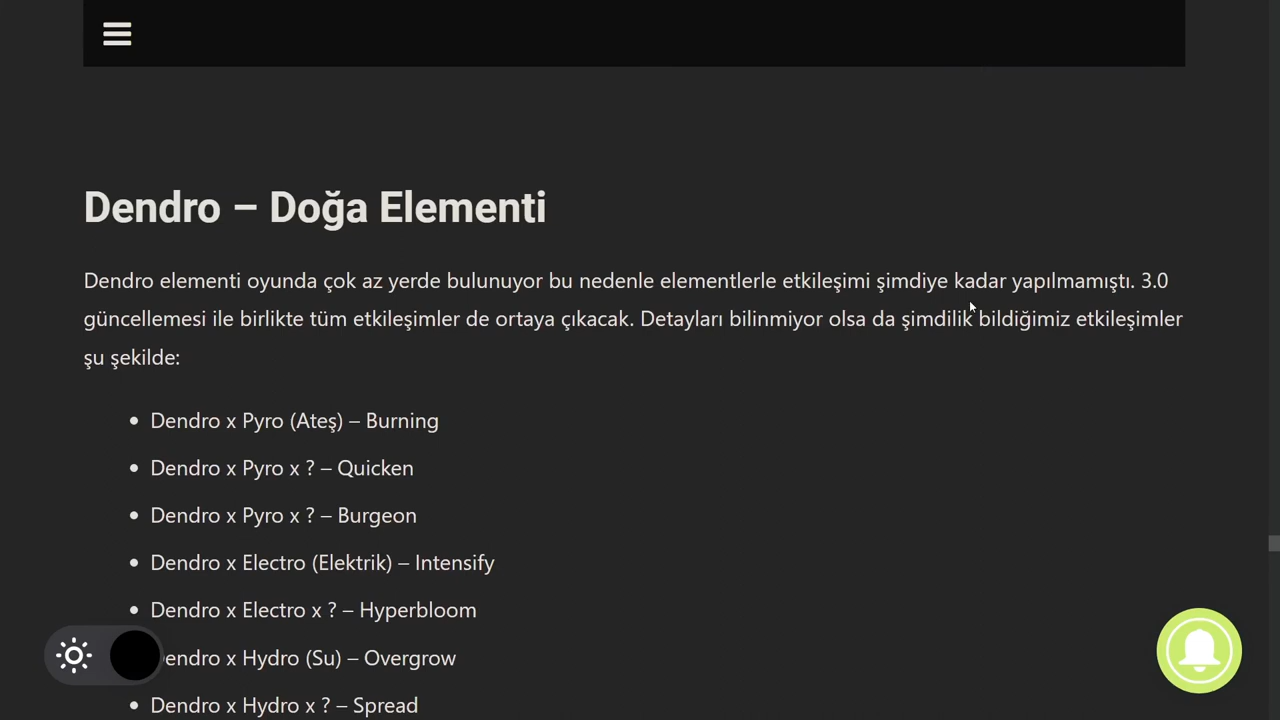 Dendro – Doğa Elementi
Dendro elementi oyunda çok az yerde bulunuyor bu nedenle elementlerle etkileşimi şimdiye kadar yapılmamıştı. 3.0
güncellemesi ile birlikte tüm etkileşimler de ortaya çıkacak. Detayları bilinmiyor olsa da şimdilik bildiğimiz etkileşimler
şu şekilde:
• Dendro x Pyro (Ateş) – Burning
• Dendro x Pyro x ? – Quicken
• Dendro x Pyro x ? – Burgeon
• Dendro x Electro (Elektrik) – Intensify
• Dendro x Electro x ? – Hyperbloom
endro x Hydro (Su) – Overgrow
• Dendro x Hydro x ? – Spread